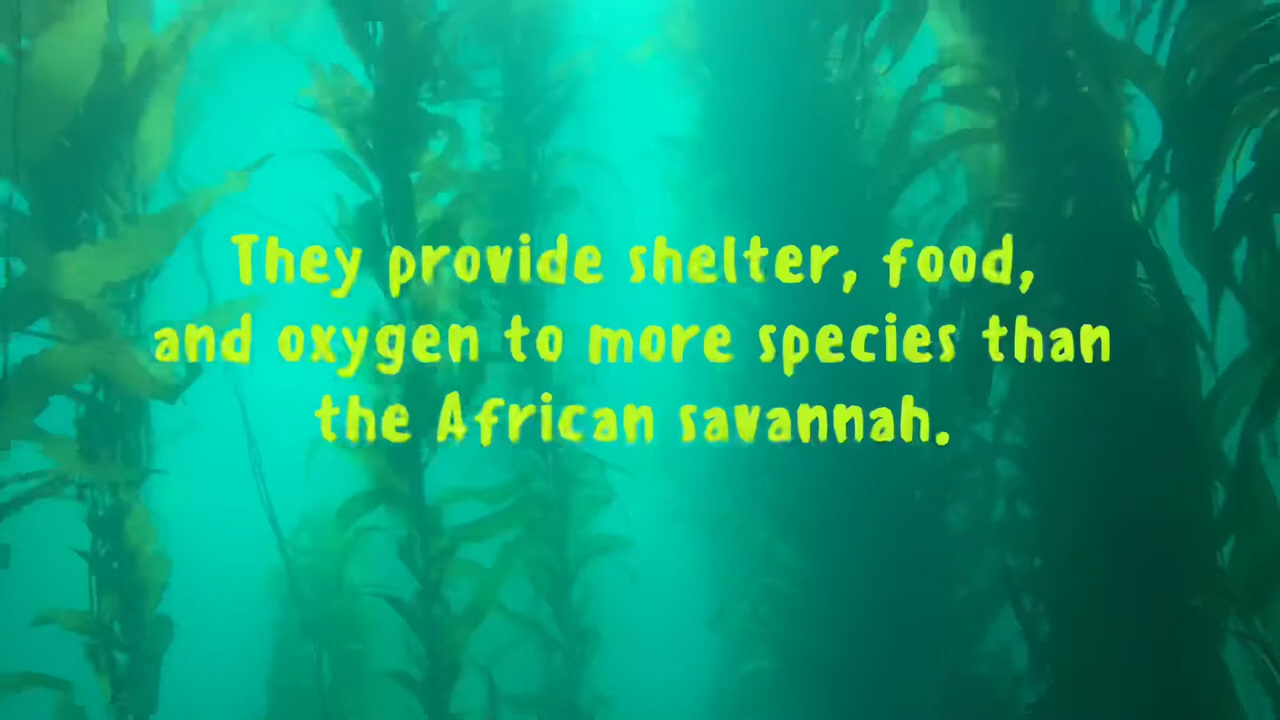 They provide shelter, food,
and oxygen to more species than
the African savannah.